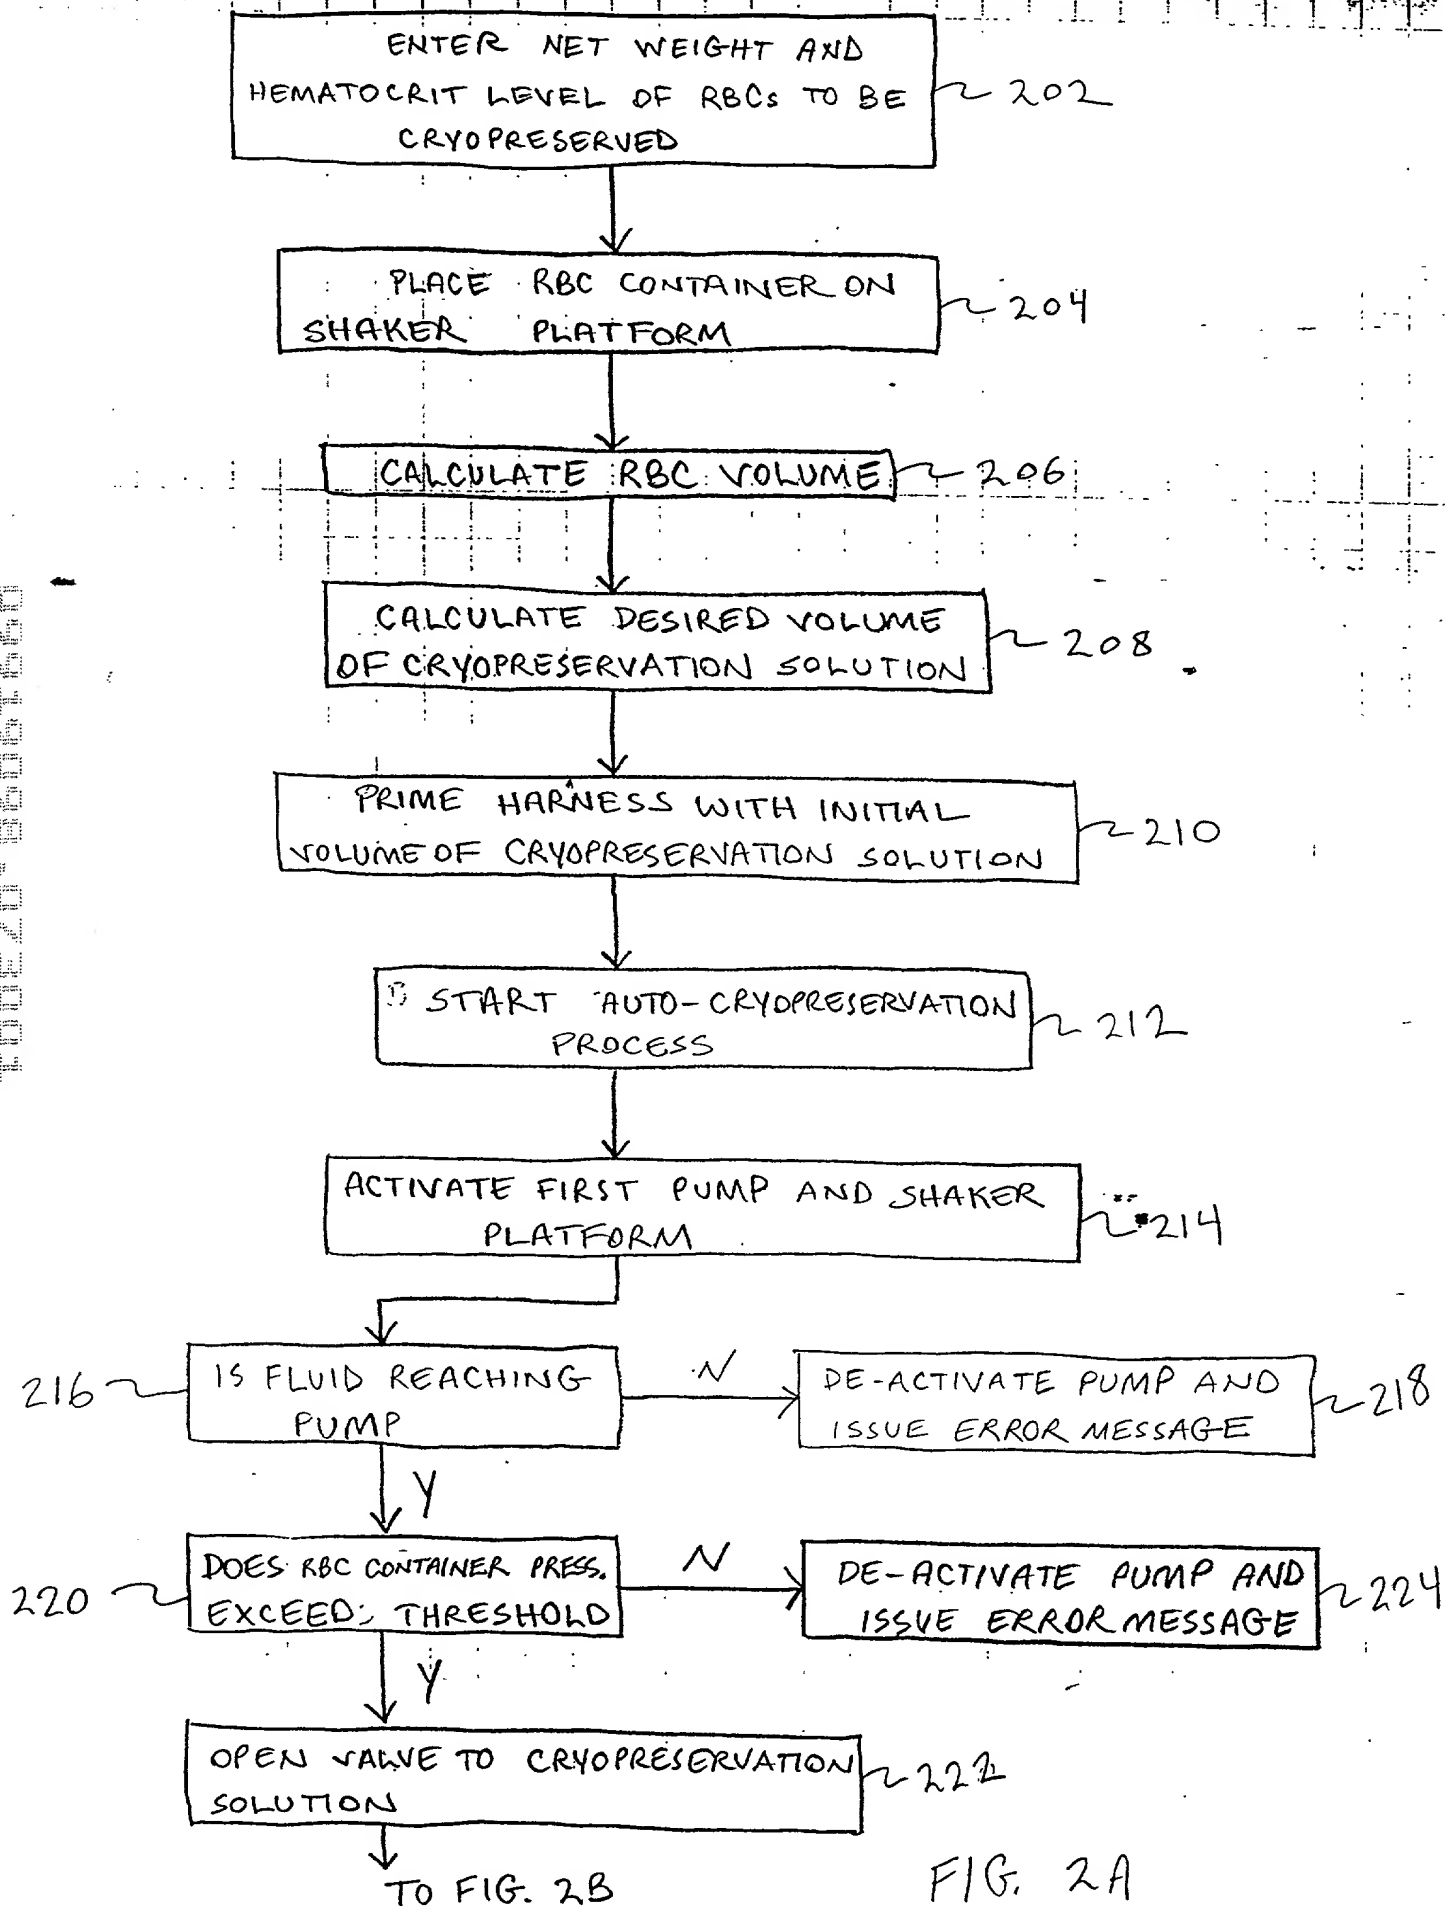 ENTER NET WEIGHT AND
HEMATOCRIT LEVEL OF RBCs TO BE
CRYOPRESERVED
202
PLACE RBC CONTAINER ON
SHAKER PLATFORM
204
CALCULATE RBC VOLUME
206
CALCULATE DESIRED VOLUME
OF CRYOPRESERVATION SOLUTION
208
PRIME HARNESS WITH INITIAL
VOLUME OF CRYOPRESERVATION SOLUTION
210
START AUTO-CRYOPRESERVATION
PROCESS
212
ACTIVATE FIRST PUMP AND SHAKER
PLATFORM
214
216
IS FLUID REACHING
PUMP
N
DE-ACTIVATE PUMP AND
ISSUE ERROR MESSAGE
218
Y
220
DOES RBC CONTAINER PRESS.
EXCEED THRESHOLD
N
DE-ACTIVATE PUMP AND
ISSUE ERROR MESSAGE
224
Y
OPEN VALVE TO CRYOPRESERVATION
SOLUTION
222
TO FIG. 2B
FIG. 2A